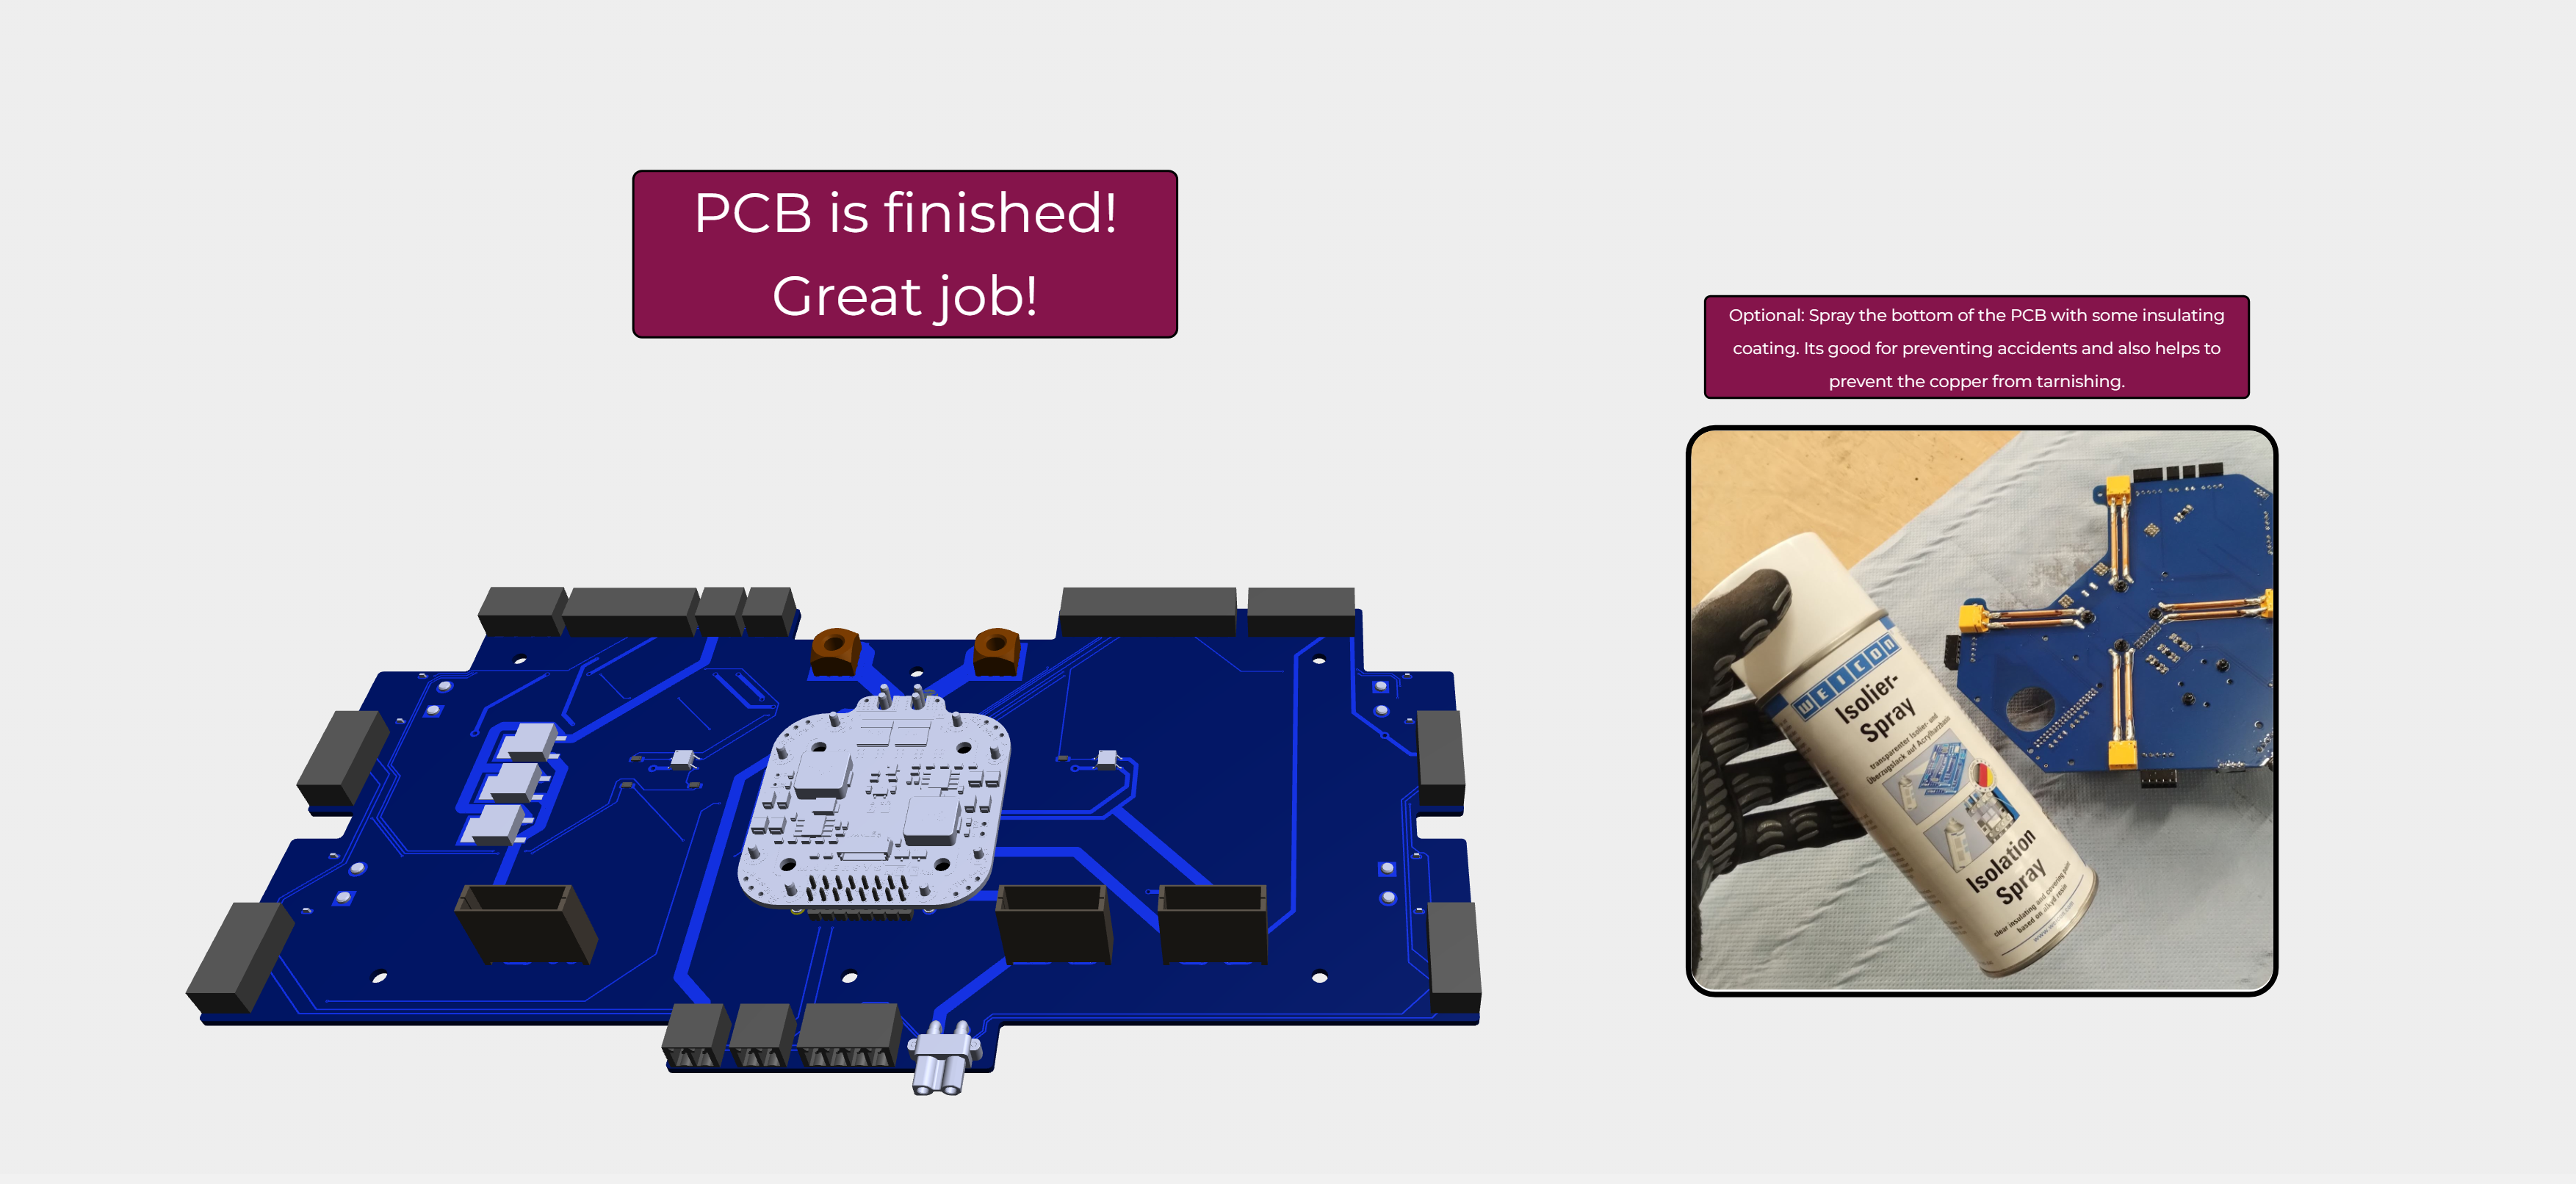 PCB is finished!
Great job!
Optional: Spray the bottom of the PCB with some insulating
coating. Its good for preventing accidents and also helps to
prevent the copper from tarnishing.
WEICON
Isolier-
Spray
transparenter Isolier- und
Überzugslack auf Acrylharzbasis
Isolation
Spray
clear insulating and covering paint
based on alkyd resin